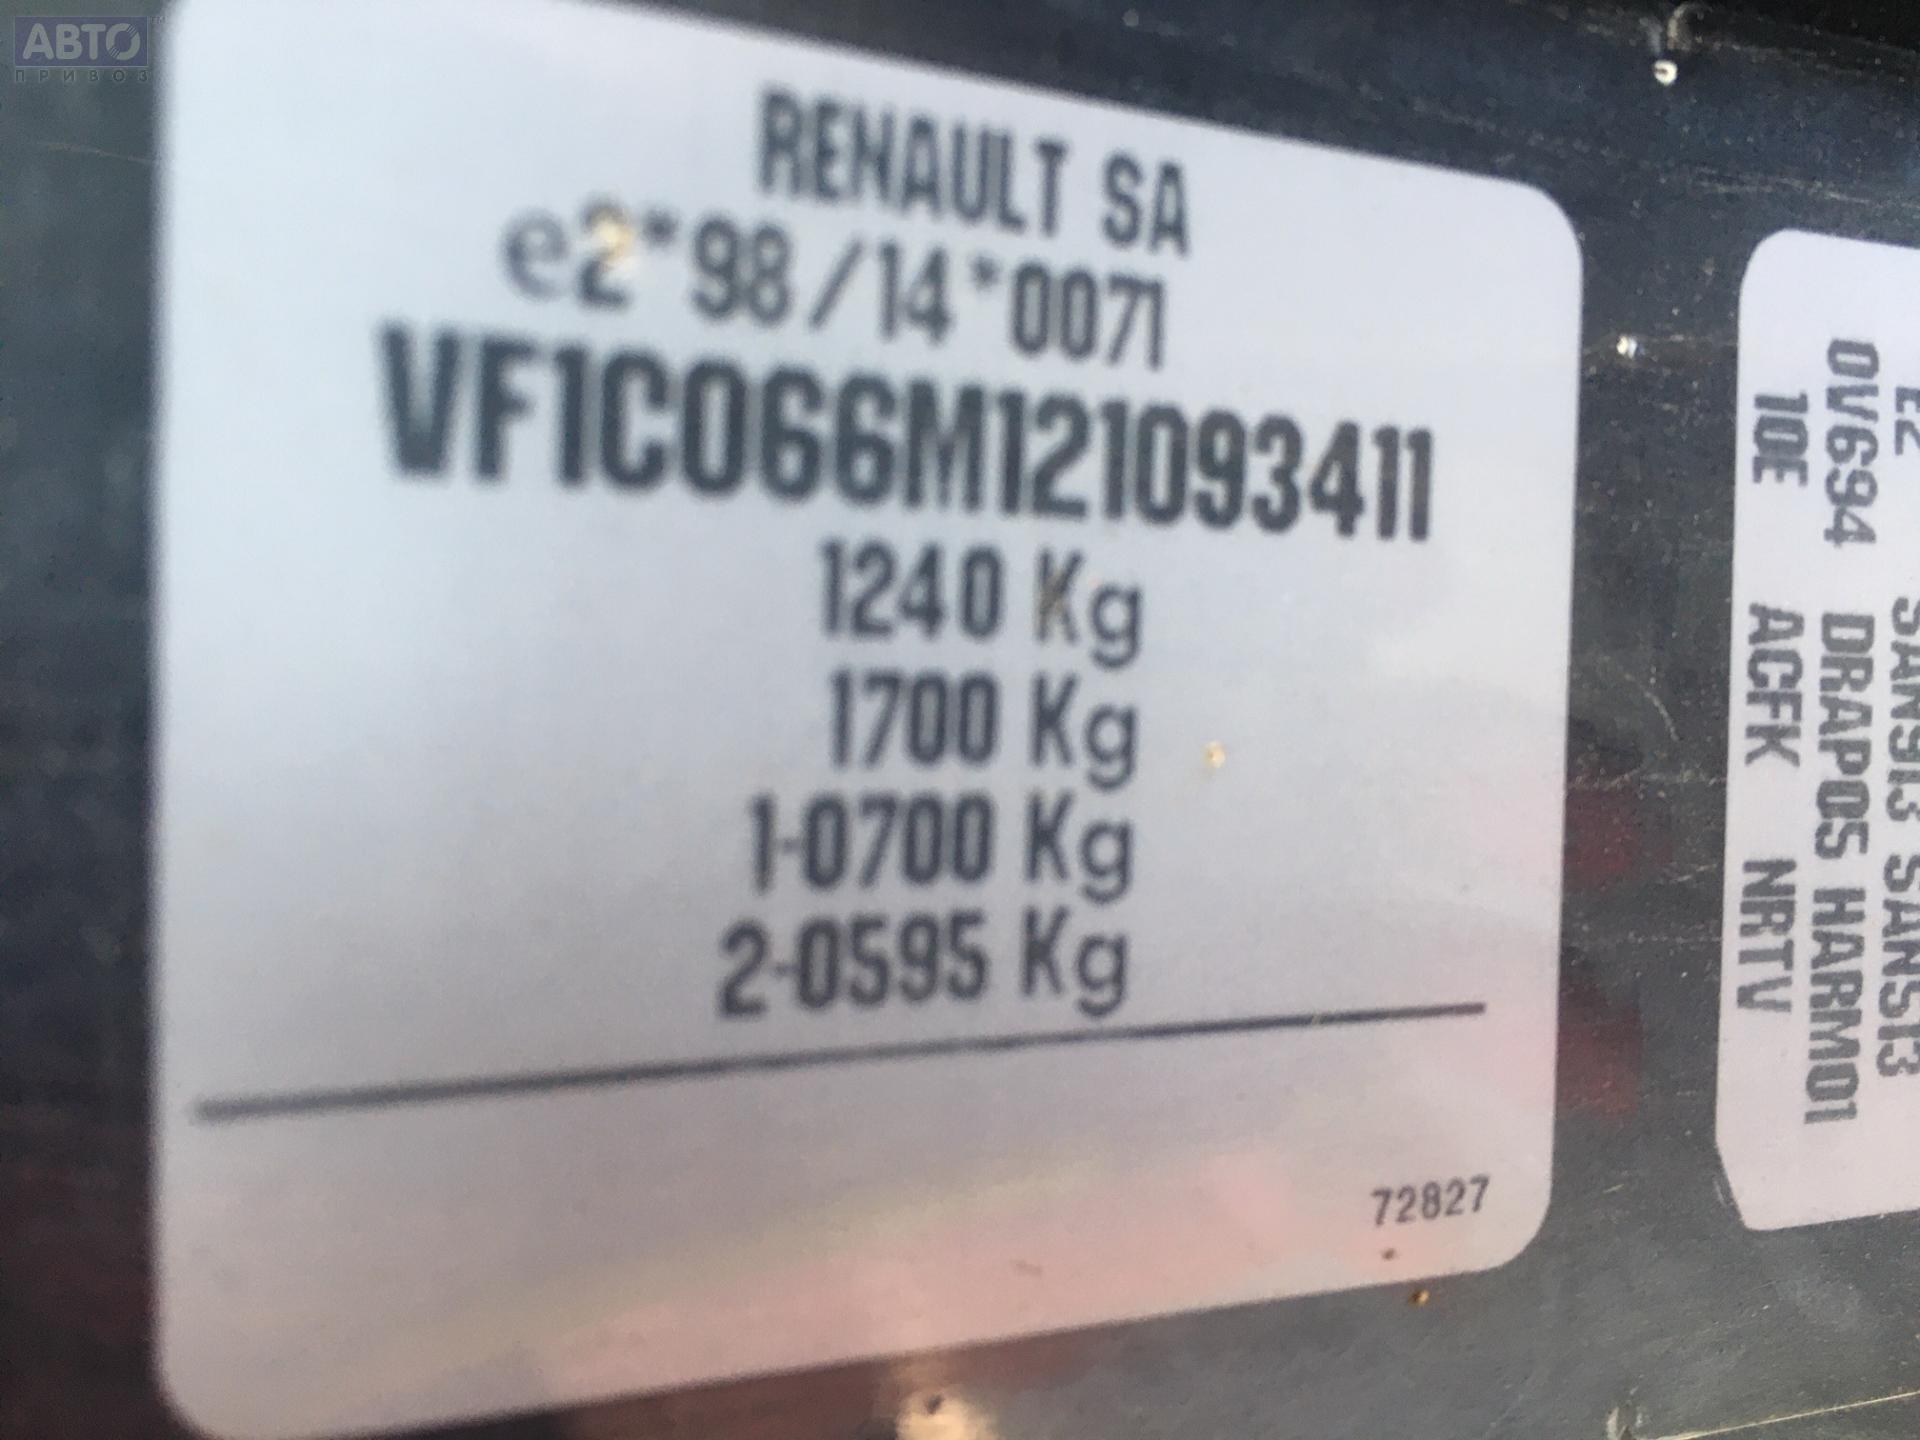 АВТО
ПРИВОЗ
RENAULT SA
e2*98/14*0071
VF1C066M121093411
1240 Kg
1700 Kg
1-0700 Kg
2-0595 Kg
72827
E2 SAN913 SAN513
0V694 DRAPOS HARM01
10E ACFK NRTV